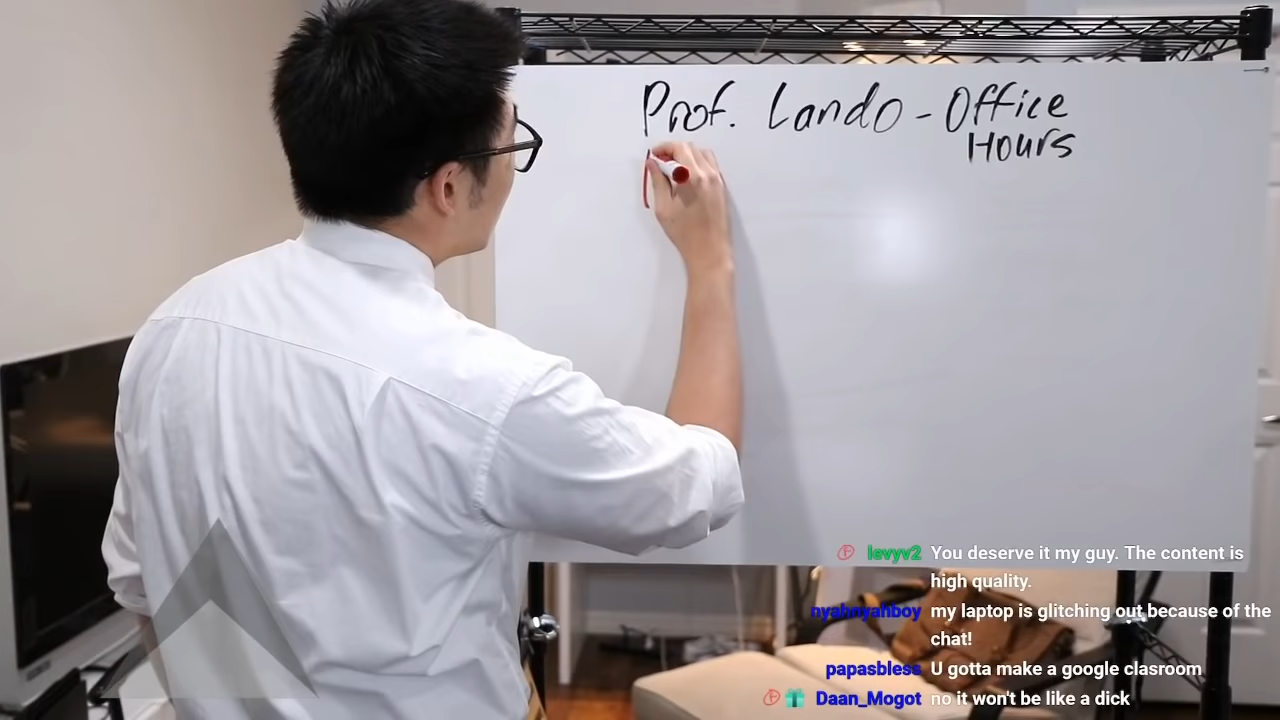 Prof. Lando - Office
Hours
levyv2 You deserve it my guy. The content is
high quality.
nyahnyahboy my laptop is glitching out because of the
chat!
papasbless U gotta make a google clasroom
Daan_Mogot no it won't be like a dick